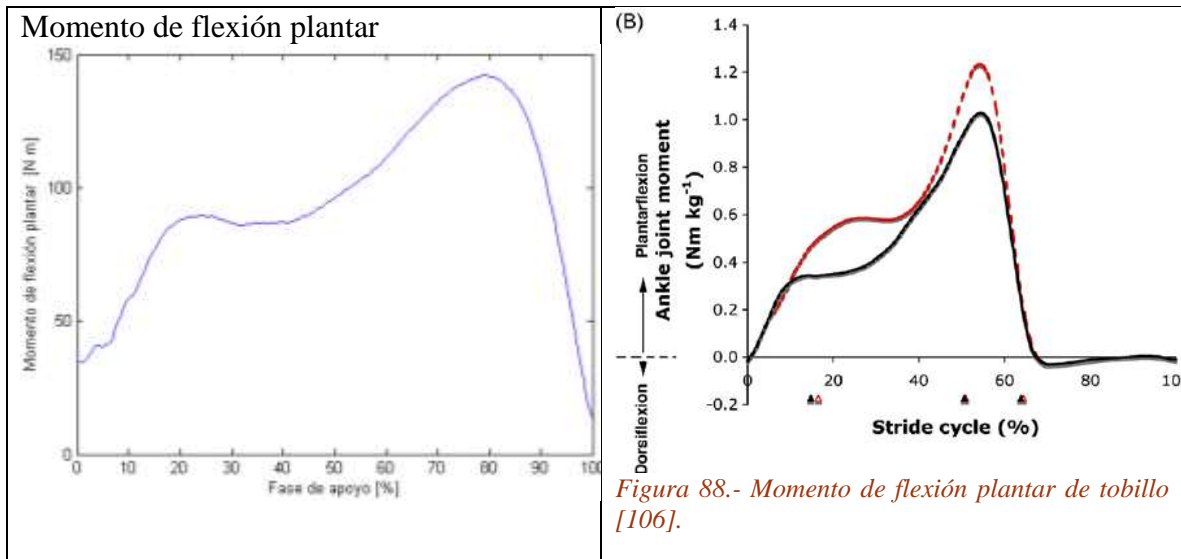 Momento de flexión plantar
150
100
50
0
Momento de flexión plantar [N m]
0 10 20 30 40 50 60 70 80 90 100
Fase de apoyo [%]
(B)
1.4
1.2
1.0
0.8
0.6
0.4
0.2
0.0
-0.2
Plantarflexion
Dorsiflexion
Ankle joint moment
(Nm kg⁻¹)
0 20 40 60 80 100
Stride cycle (%)
Figura 88.- Momento de flexión plantar de tobillo
[106].